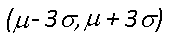 (μ - 3σ, μ + 3σ)